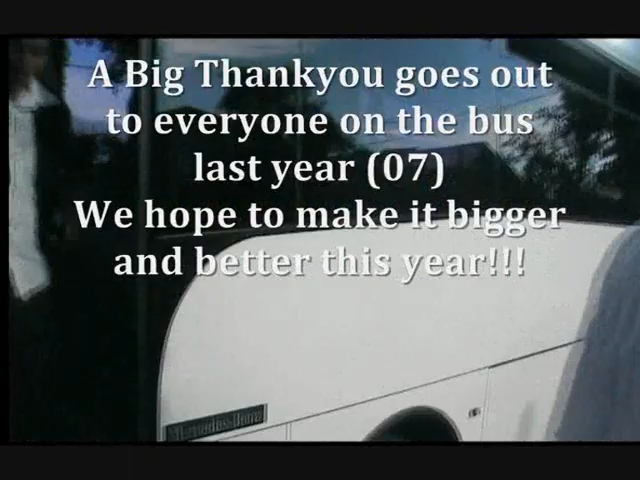 A Big Thankyou goes out
to everyone on the bus
last year (07)
We hope to make it bigger
and better this year!!!